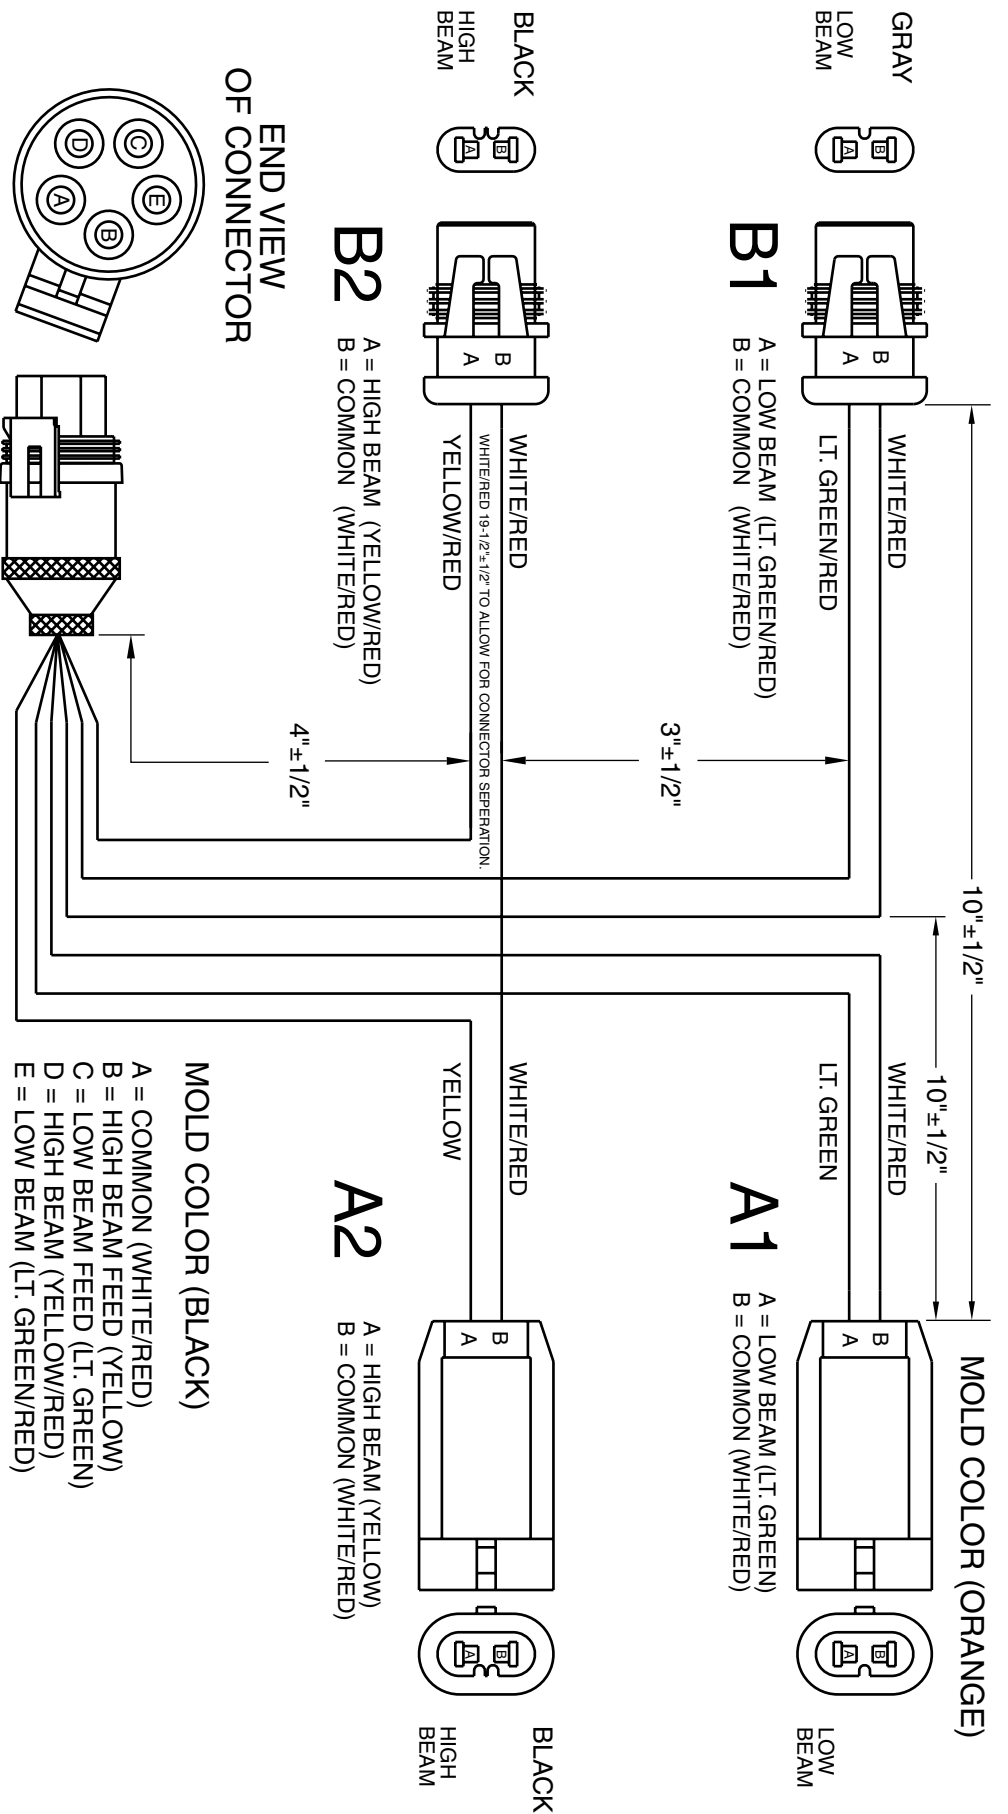 MOLD COLOR (ORANGE)
10"±1/2"
10"±1/2"
GRAY
LOW
BEAM
A B
B
A
WHITE/RED
LT. GREEN/RED
WHITE/RED
LT. GREEN
B
A
A B
LOW
BEAM
B1
A = LOW BEAM (LT. GREEN/RED)
B = COMMON (WHITE/RED)
3"±1/2"
A1
A = LOW BEAM (LT. GREEN)
B = COMMON (WHITE/RED)
BLACK
HIGH
BEAM
A B
B
A
WHITE/RED
WHITE/RED 19-1/2"±1/2" TO ALLOW FOR CONNECTOR SEPERATION.
YELLOW/RED
WHITE/RED
YELLOW
B
A
A B
BLACK
HIGH
BEAM
B2
A = HIGH BEAM (YELLOW/RED)
B = COMMON (WHITE/RED)
4"±1/2"
A2
A = HIGH BEAM (YELLOW)
B = COMMON (WHITE/RED)
END VIEW
OF CONNECTOR
C
E
D
B
A
MOLD COLOR (BLACK)
A = COMMON (WHITE/RED)
B = HIGH BEAM FEED (YELLOW)
C = LOW BEAM FEED (LT. GREEN)
D = HIGH BEAM (YELLOW/RED)
E = LOW BEAM (LT. GREEN/RED)